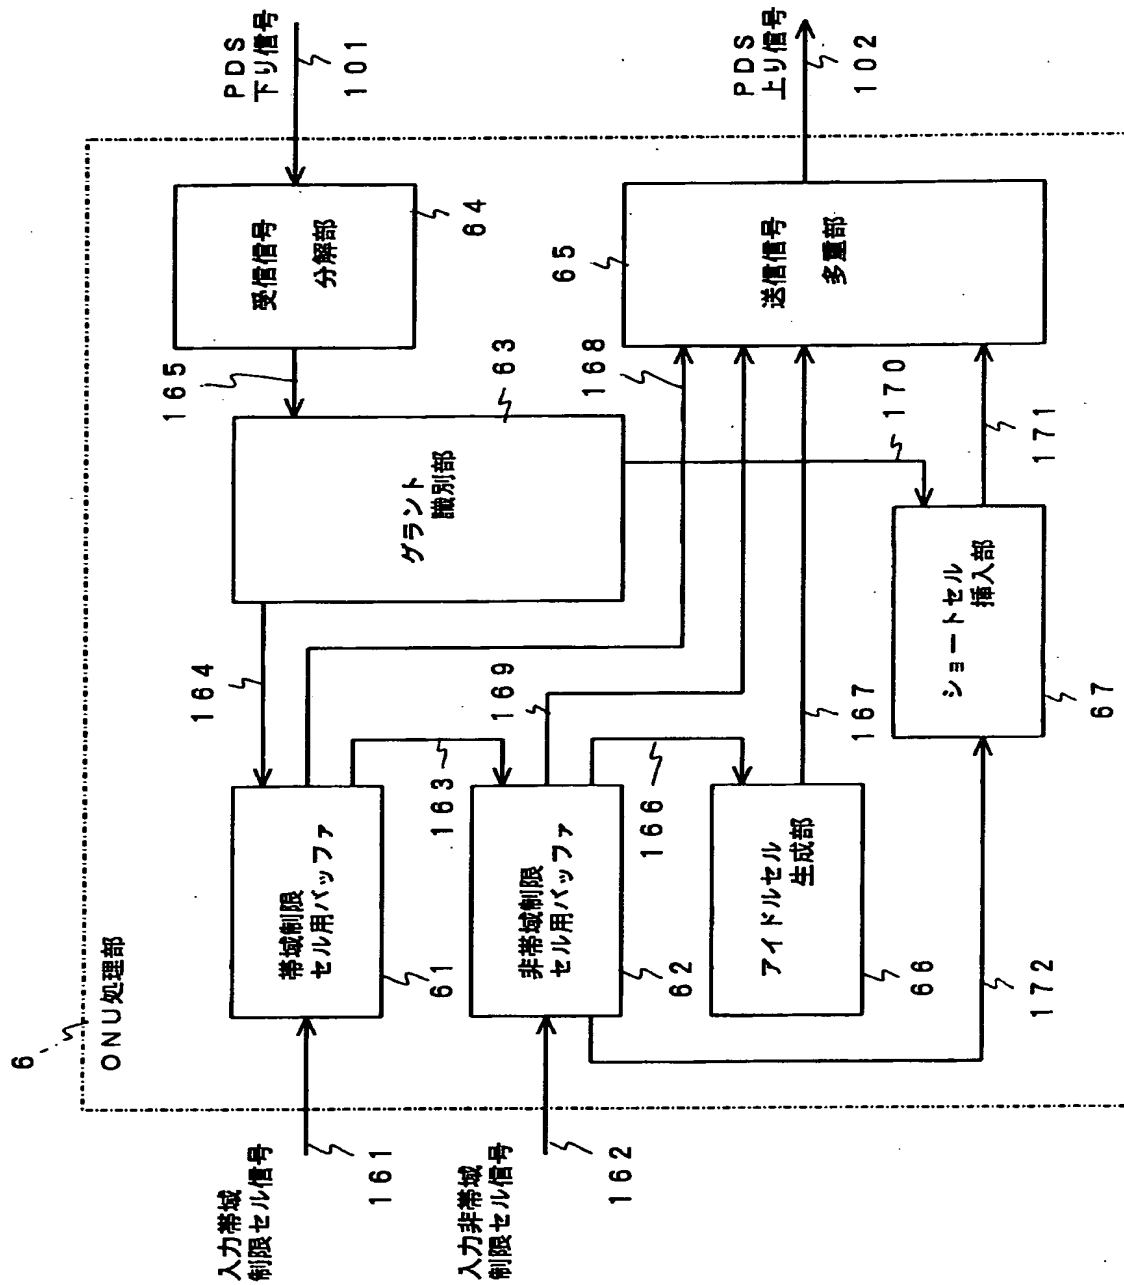 6
ONU処理部
入力帯域
制限セル信号
161
入力非帯域
制限セル信号
162
帯域制限
セル用バッファ
61
非帯域制限
セル用バッファ
62
アイドルセル
生成部
66
172
164
163
169
166
167
グラント
識別部
63
ショートセル
挿入部
67
165
168
170
171
受信信号
分解部
64
送信信号
多重部
65
PDS
下り信号
101
PDS
上り信号
102